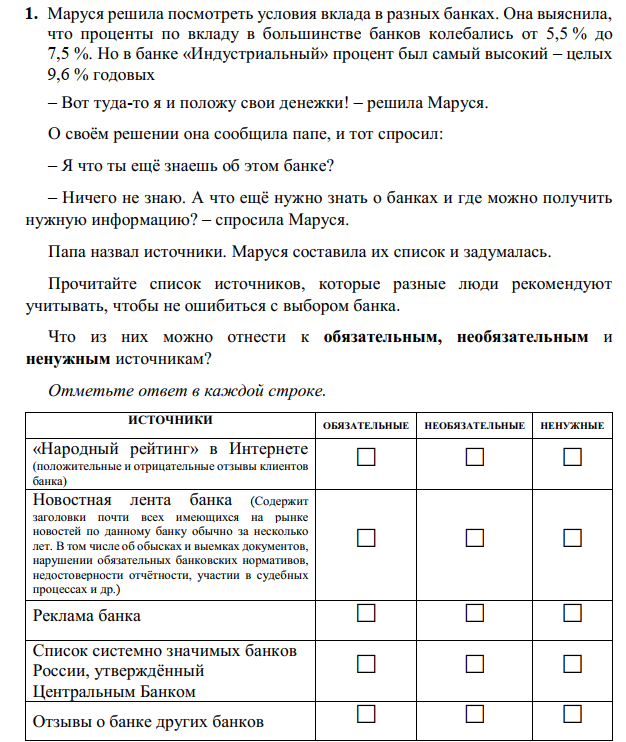 1. Маруся решила посмотреть условия вклада в разных банках. Она выяснила,
что проценты по вкладу в большинстве банков колебались от 5,5 % до
7,5 %. Но в банке «Индустриальный» процент был самый высокий – целых
9,6 % годовых
– Вот туда-то я и положу свои денежки! – решила Маруся.
О своём решении она сообщила папе, и тот спросил:
– Я что ты ещё знаешь об этом банке?
– Ничего не знаю. А что ещё нужно знать о банках и где можно получить
нужную информацию? – спросила Маруся.
Папа назвал источники. Маруся составила их список и задумалась.
Прочитайте список источников, которые разные люди рекомендуют
учитывать, чтобы не ошибиться с выбором банка.
Что из них можно отнести к обязательным, необязательным и
ненужным источникам?
Отметьте ответ в каждой строке.
ИСТОЧНИКИ ОБЯЗАТЕЛЬНЫЕ НЕОБЯЗАТЕЛЬНЫЕ НЕНУЖНЫЕ
«Народный рейтинг» в Интернете
(положительные и отрицательные отзывы клиентов
банка)
Новостная лента банка (Содержит
заголовки почти всех имеющихся на рынке
новостей по данному банку обычно за несколько
лет. В том числе об обысках и выемках документов,
нарушении обязательных банковских нормативов,
недостоверности отчётности, участии в судебных
процессах и др.)
Реклама банка
Список системно значимых банков
России, утверждённый
Центральным Банком
Отзывы о банке других банков